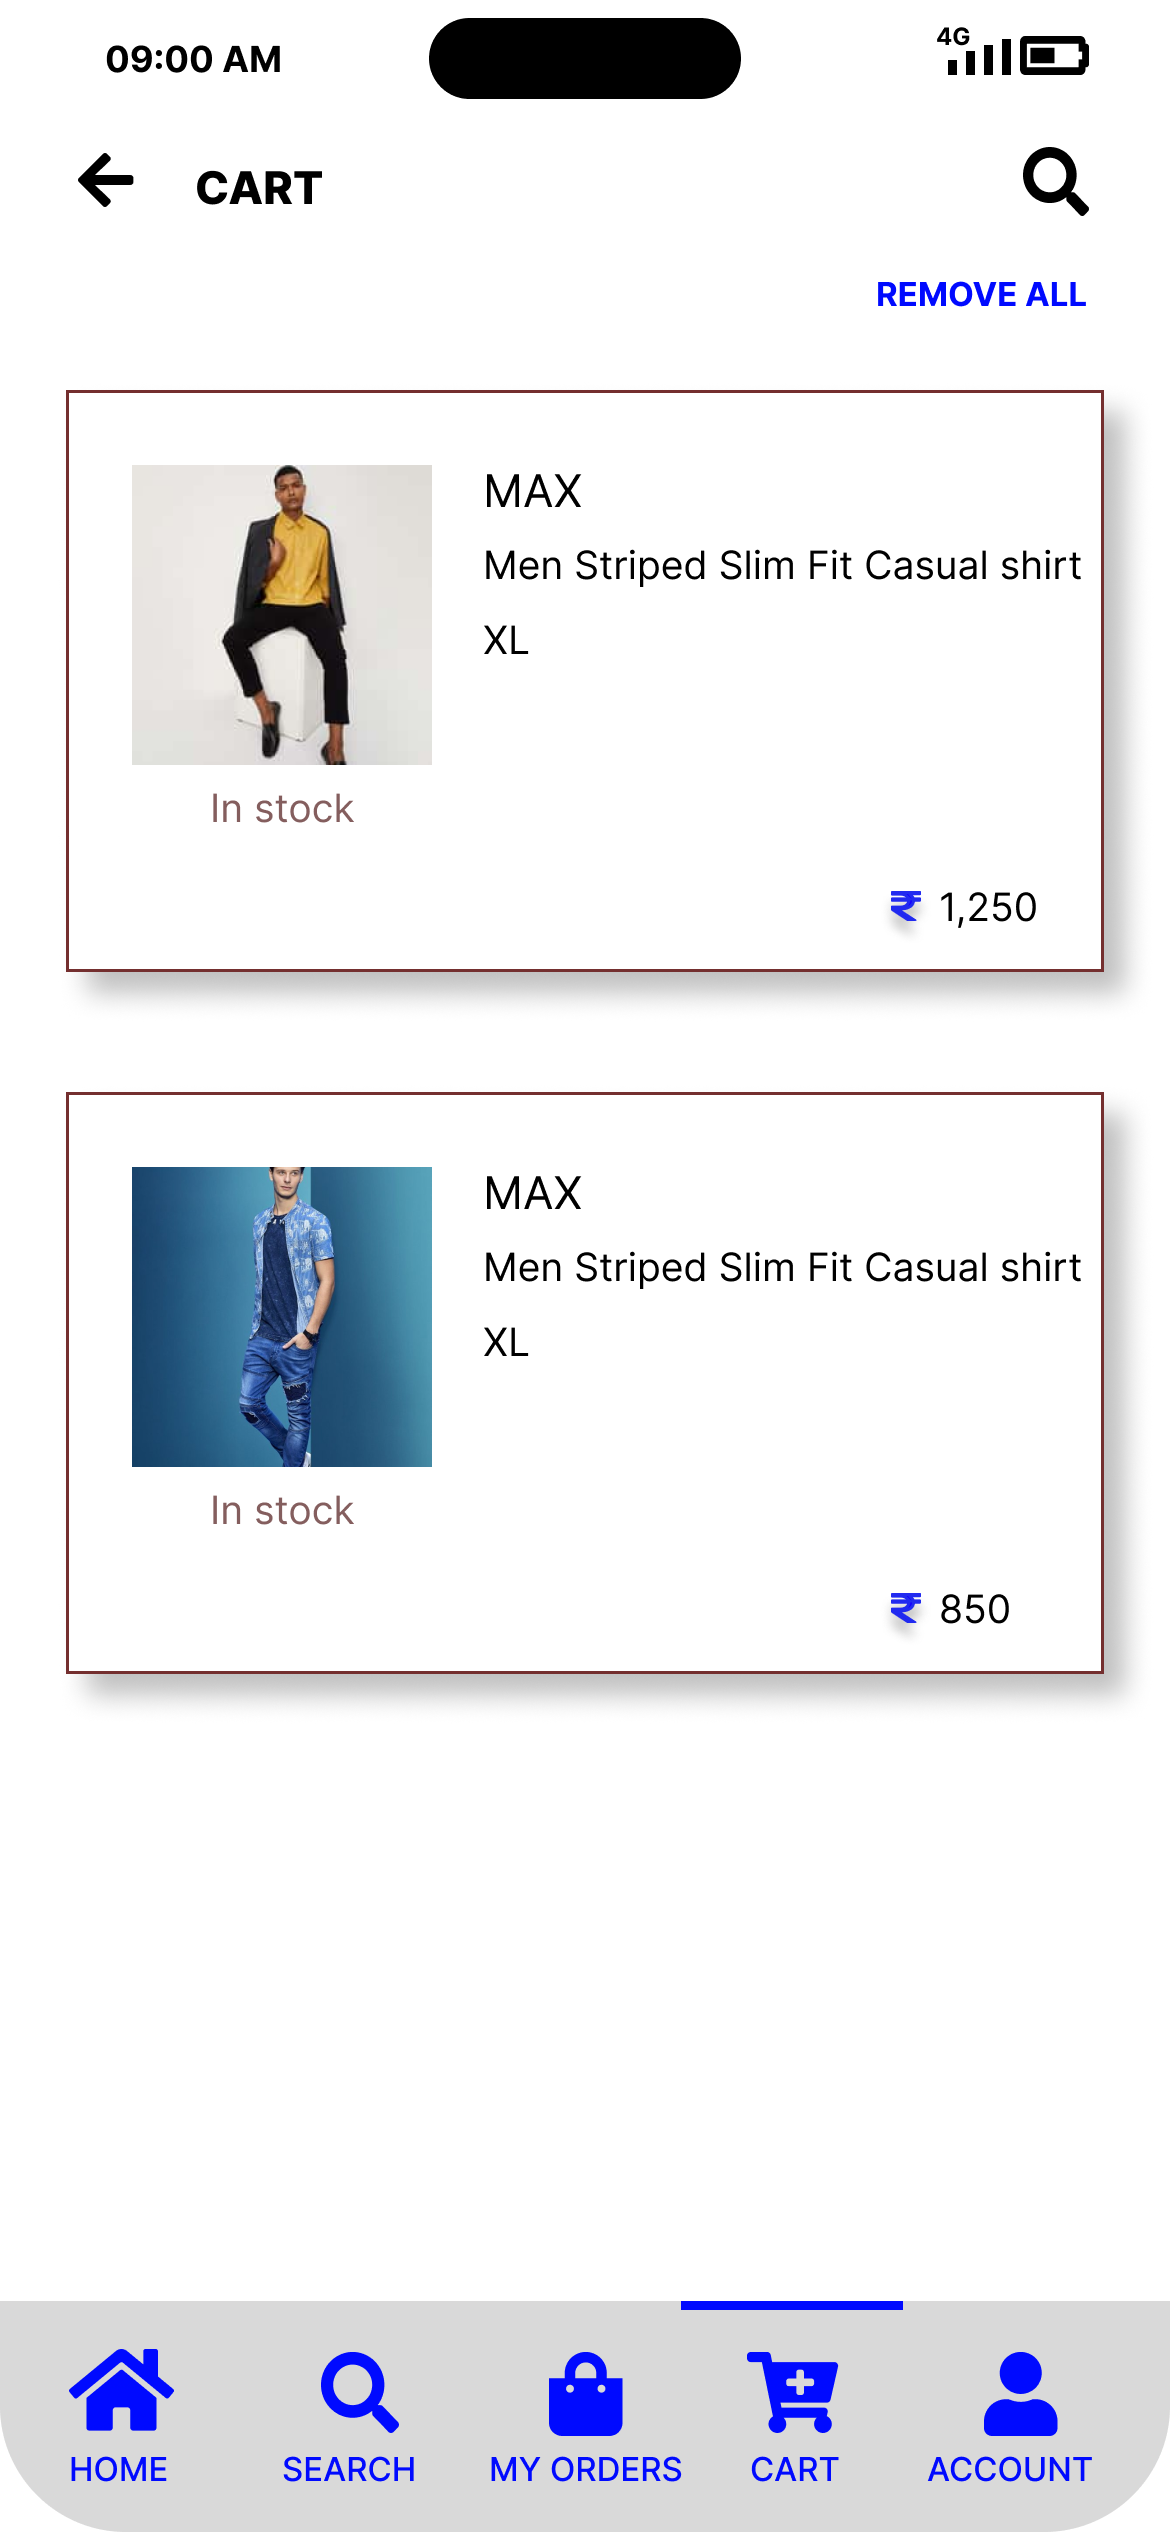 09:00 AM
4G
CART
REMOVE ALL
MAX
Men Striped Slim Fit Casual shirt
XL
In stock
₹ 1,250
MAX
Men Striped Slim Fit Casual shirt
XL
In stock
₹ 850
HOME SEARCH MY ORDERS CART ACCOUNT